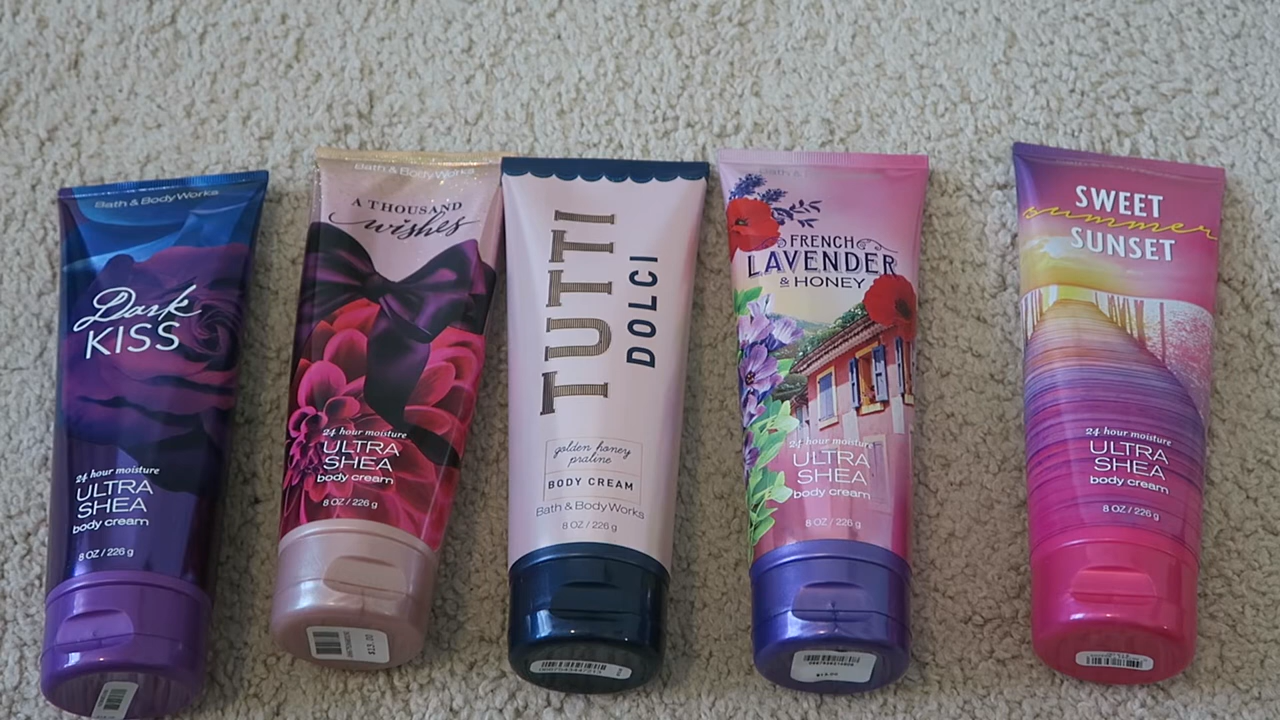 Bath & Body Works
Dark
KISS
24 hour moisture
ULTRA
SHEA
body cream
8 OZ / 226 g
Bath & Body Works
A THOUSAND
wishes
24 hour moisture
ULTRA
SHEA
body cream
8 OZ / 226 g
$13.00
TUTTI
DOLCI
golden honey
praline
BODY CREAM
Bath & Body Works
8 OZ / 226 g
FRENCH
LAVENDER
& HONEY
24 hour moisture
ULTRA
SHEA
body cream
8 OZ / 226 g
SWEET
summer
SUNSET
24 hour moisture
ULTRA
SHEA
body cream
8 OZ / 226 g